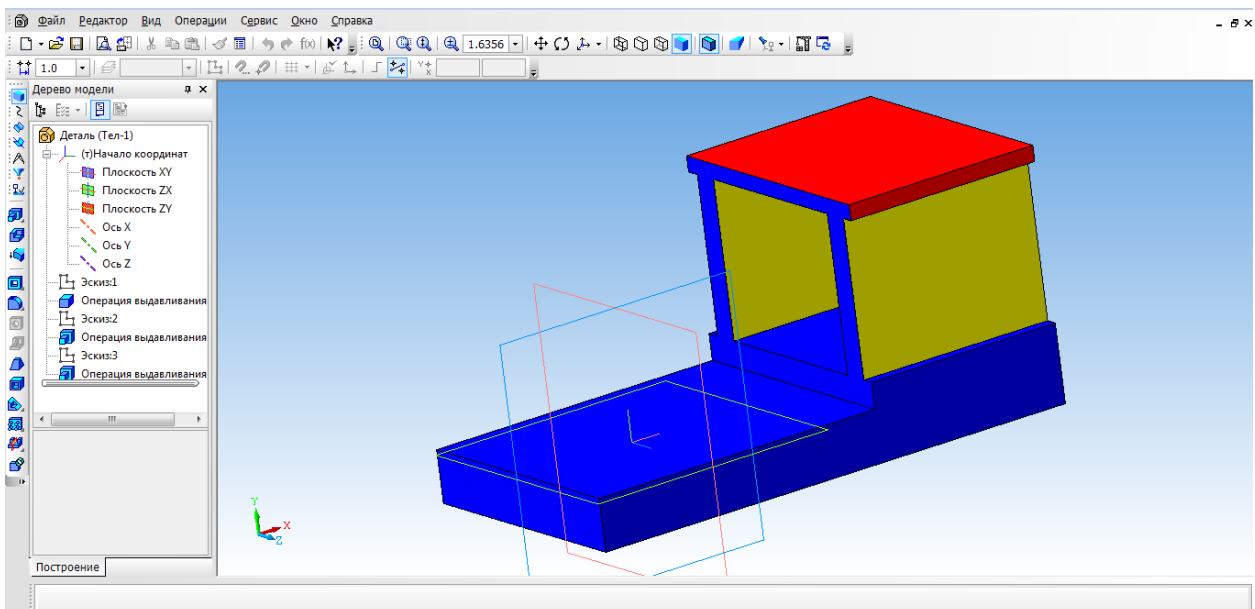 Файл Редактор Вид Операции Сервис Окно Справка
1.6356
1.0
Дерево модели
Деталь (Тел-1)
(т)Начало координат
Плоскость XY
Плоскость ZX
Плоскость ZY
Ось X
Ось Y
Ось Z
Эскиз:1
Операция выдавливания
Эскиз:2
Операция выдавливания
Эскиз:3
Операция выдавливания
Y
X
Z
Построение